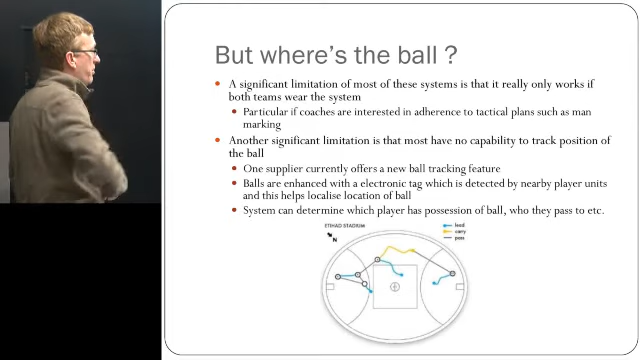 But where's the ball ?
A significant limitation of most of these systems is that it really only works if
both teams wear the system
Particular if coaches are interested in adherence to tactical plans such as man
marking
Another significant limitation is that most have no capability to track position of
the ball
One supplier currently offers a new ball tracking feature
Balls are enhanced with a electronic tag which is detected by nearby player units
and this helps localise location of ball
System can determine which player has possession of ball, who they pass to etc.
ETIHAD STADIUM
N
lead
carry
pass